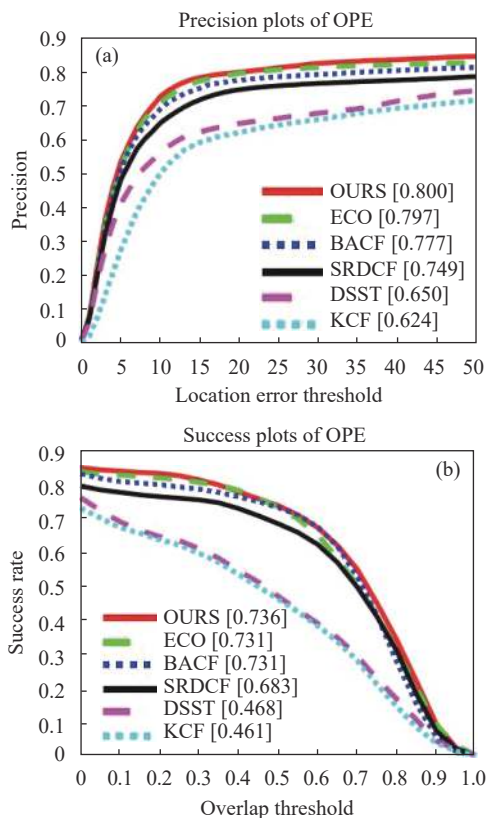 Precision plots of OPE
(a)
0.9
0.8
0.7
0.6
0.5
0.4
0.3
0.2
0.1
0
Precision
OURS [0.800]
ECO [0.797]
BACF [0.777]
SRDCF [0.749]
DSST [0.650]
KCF [0.624]
0 5 10 15 20 25 30 35 40 45 50
Location error threshold
Success plots of OPE
(b)
0.9
0.8
0.7
0.6
0.5
0.4
0.3
0.2
0.1
0
Success rate
OURS [0.736]
ECO [0.731]
BACF [0.731]
SRDCF [0.683]
DSST [0.468]
KCF [0.461]
0 0.1 0.2 0.3 0.4 0.5 0.6 0.7 0.8 0.9 1.0
Overlap threshold